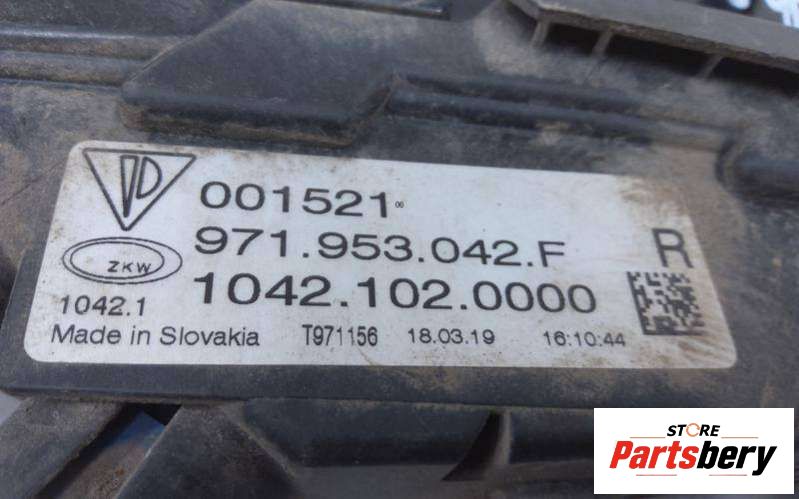 001521 00
971.953.042.F R
ZKW
1042.102.0000
1042.1
Made in Slovakia T971156 18.03.19 16:10:44
STORE
Partsbery